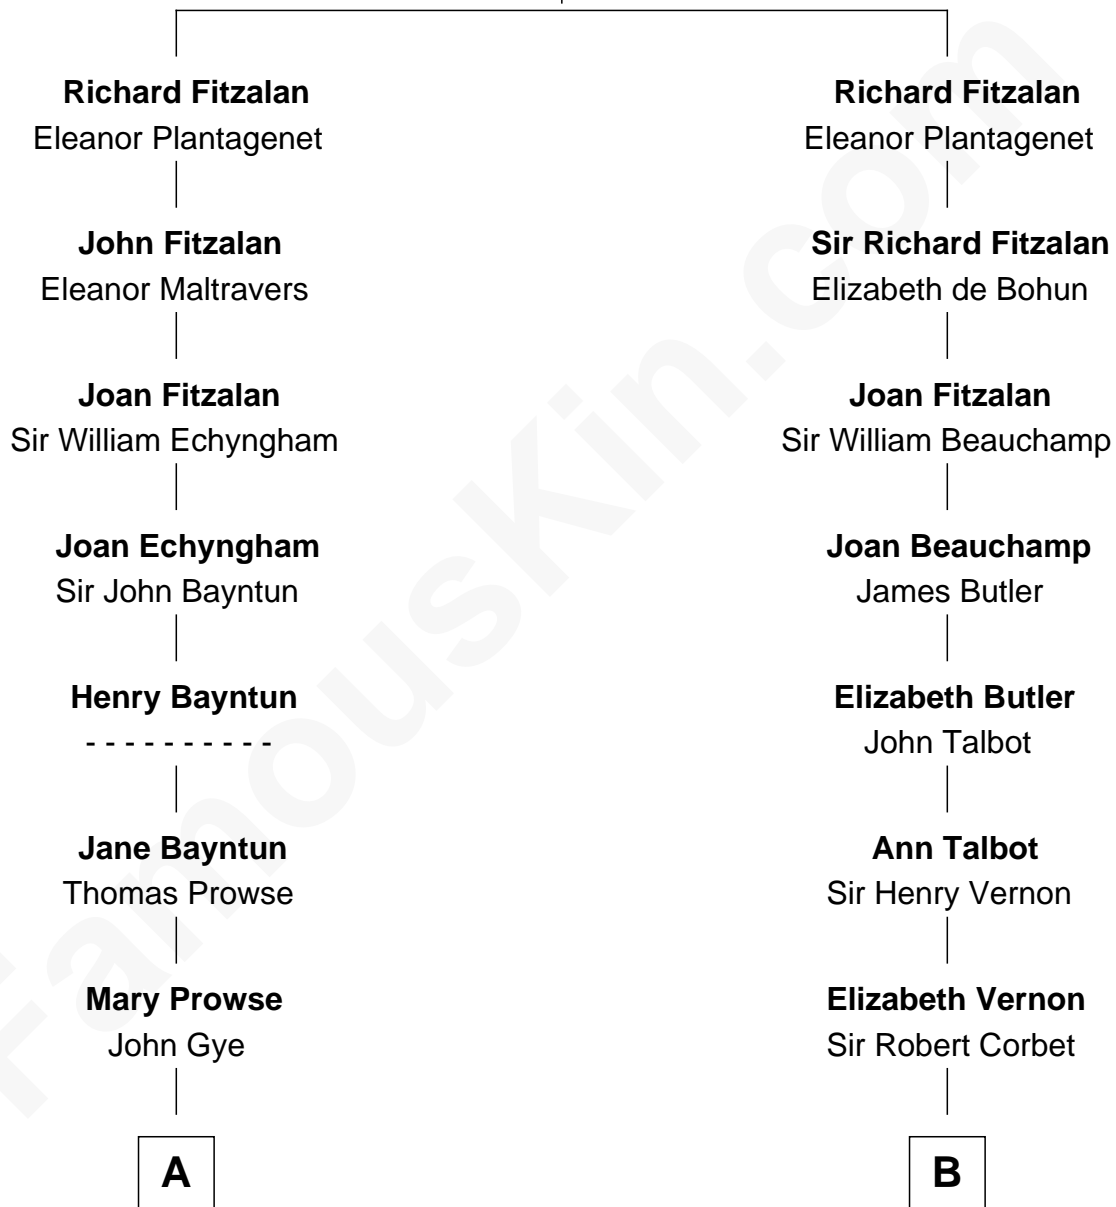 Richard Fitzalan
Eleanor Plantagenet
John Fitzalan
Eleanor Maltravers
Joan Fitzalan
Sir William Echyngham
Joan Echyngham
Sir John Bayntun
Henry Bayntun
- - - - - - - - - -
Jane Bayntun
Thomas Prowse
Mary Prowse
John Gye
A
Richard Fitzalan
Eleanor Plantagenet
Sir Richard Fitzalan
Elizabeth de Bohun
Joan Fitzalan
Sir William Beauchamp
Joan Beauchamp
James Butler
Elizabeth Butler
John Talbot
Ann Talbot
Sir Henry Vernon
Elizabeth Vernon
Sir Robert Corbet
B
FamousKin.com